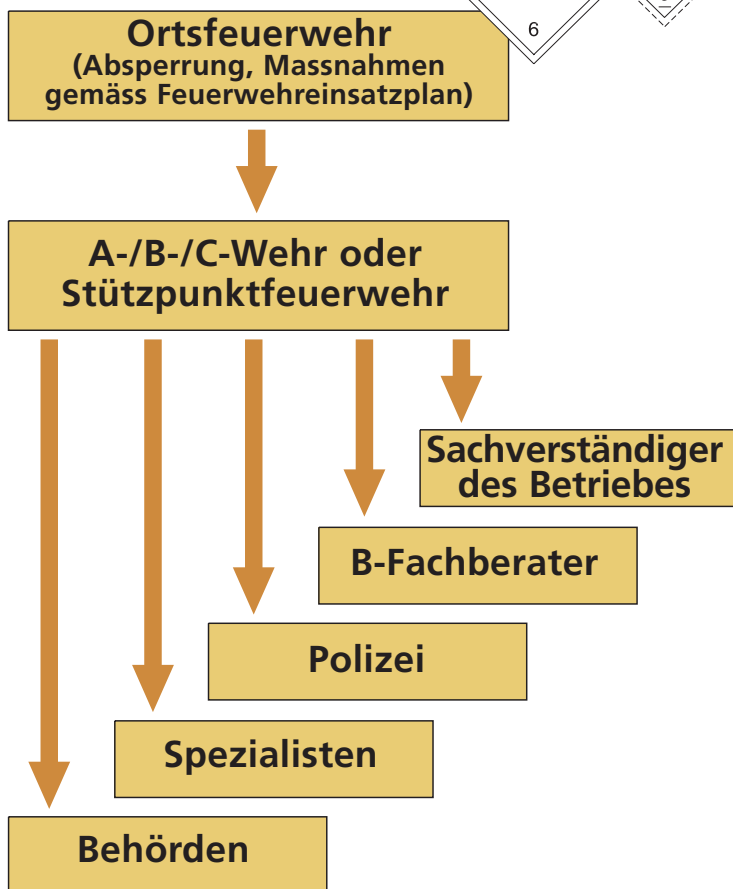 6
Ortsfeuerwehr
(Absperrung, Massnahmen
gemäss Feuerwehreinsatzplan)
A-/B-/C-Wehr oder
Stützpunktfeuerwehr
Sachverständiger
des Betriebes
B-Fachberater
Polizei
Spezialisten
Behörden